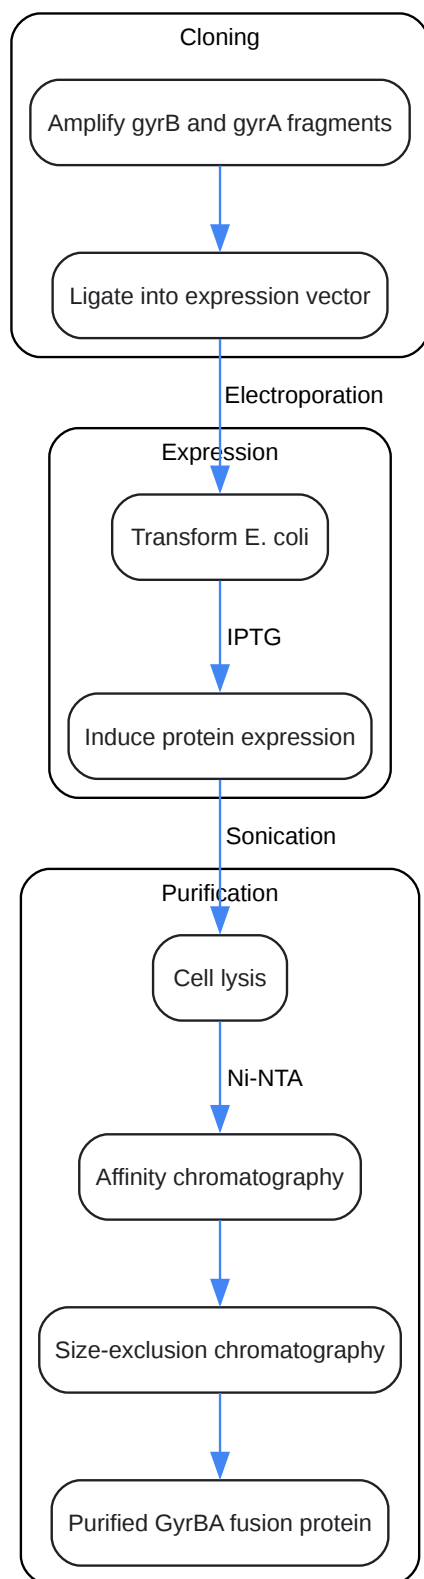 Cloning
Amplify gyrB and gyrA fragments
Ligate into expression vector
Electroporation
Expression
Transform E. coli
IPTG
Induce protein expression
Sonication
Purification
Cell lysis
Ni-NTA
Affinity chromatography
Size-exclusion chromatography
Purified GyrBA fusion protein